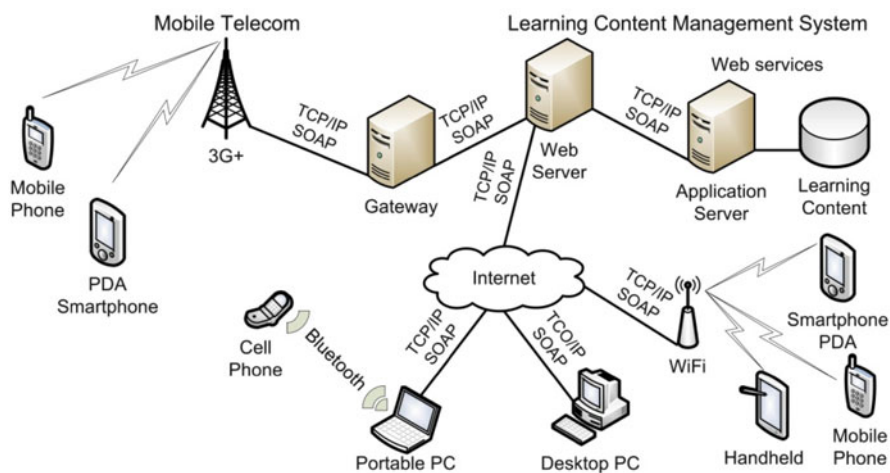 Mobile Telecom
Learning Content Management System
Web services
TCP/IP
SOAP
TCP/IP
SOAP
TCP/IP
SOAP
3G+
Mobile
Phone
Gateway
Web
Server
Application
Server
Learning
Content
TCP/IP
SOAP
PDA
Smartphone
Internet
TCP/IP
SOAP
Smartphone
PDA
Cell
Phone
Bluetooth
TCP/IP
SOAP
TCO/IP
SOAP
WiFi
Portable PC
Desktop PC
Handheld
Mobile
Phone